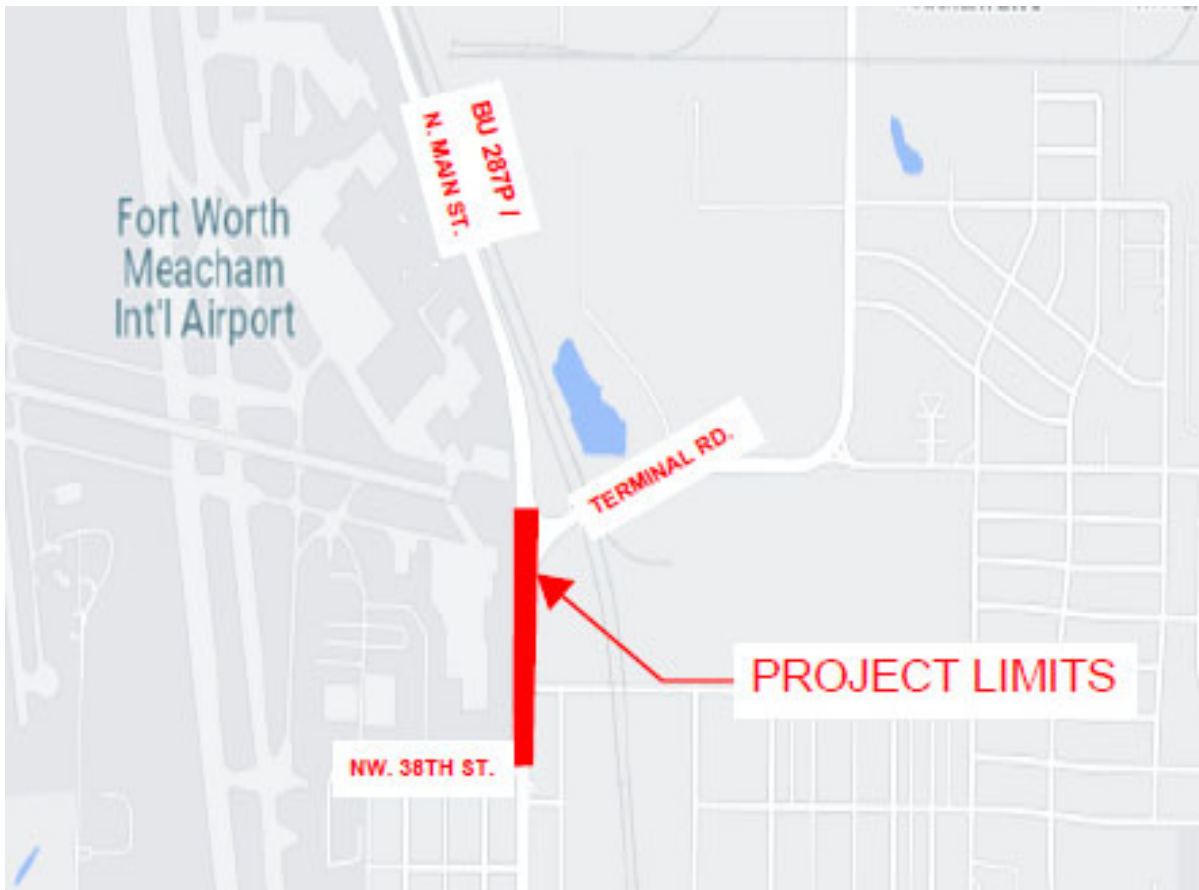 BU 287P /
N. MAIN ST.
Fort Worth
Meacham
Int'l Airport
TERMINAL RD.
PROJECT LIMITS
NW. 38TH ST.